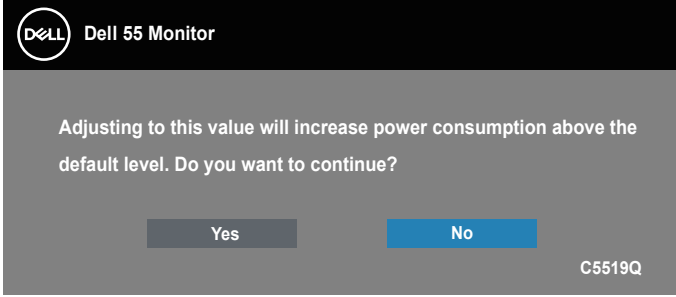 DELL Dell 55 Monitor
Adjusting to this value will increase power consumption above the
default level. Do you want to continue?
Yes No
C5519Q